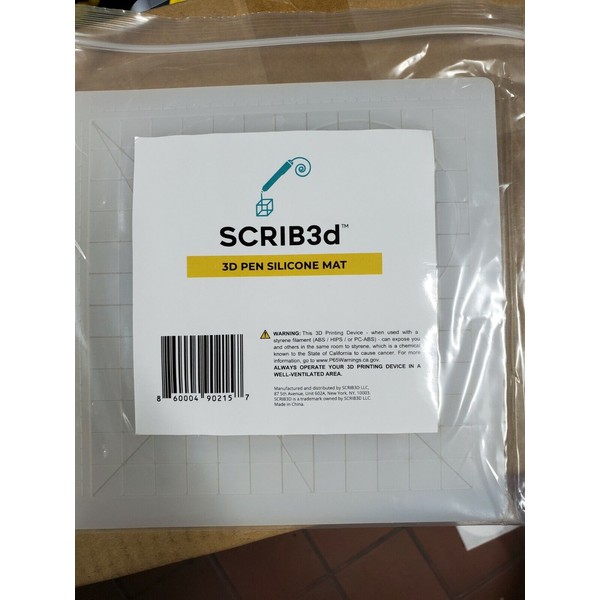 SCRIB3d™
3D PEN SILICONE MAT
WARNING: This 3D Printing Device - when used with a
styrene filament (ABS / HIPS / or PC-ABS) - can expose you
and others in the same room to styrene, which is a chemical
known to the State of California to cause cancer. For more
information, go to www.P65Warnings.ca.gov.
ALWAYS OPERATE YOUR 3D PRINTING DEVICE IN A
WELL-VENTILATED AREA.
Manufactured and distributed by SCRIB3D LLC.
87 5th Avenue, Unit 603A, New York, NY, 10003.
SCRIB3D is a trademark owned by SCRIB3D LLC.
Made in China.
8 60004 90215 7